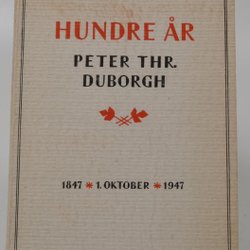 HUNDRE ÅR
PETER THR.
DUBORGH
1847 * 1. OKTOBER * 1947